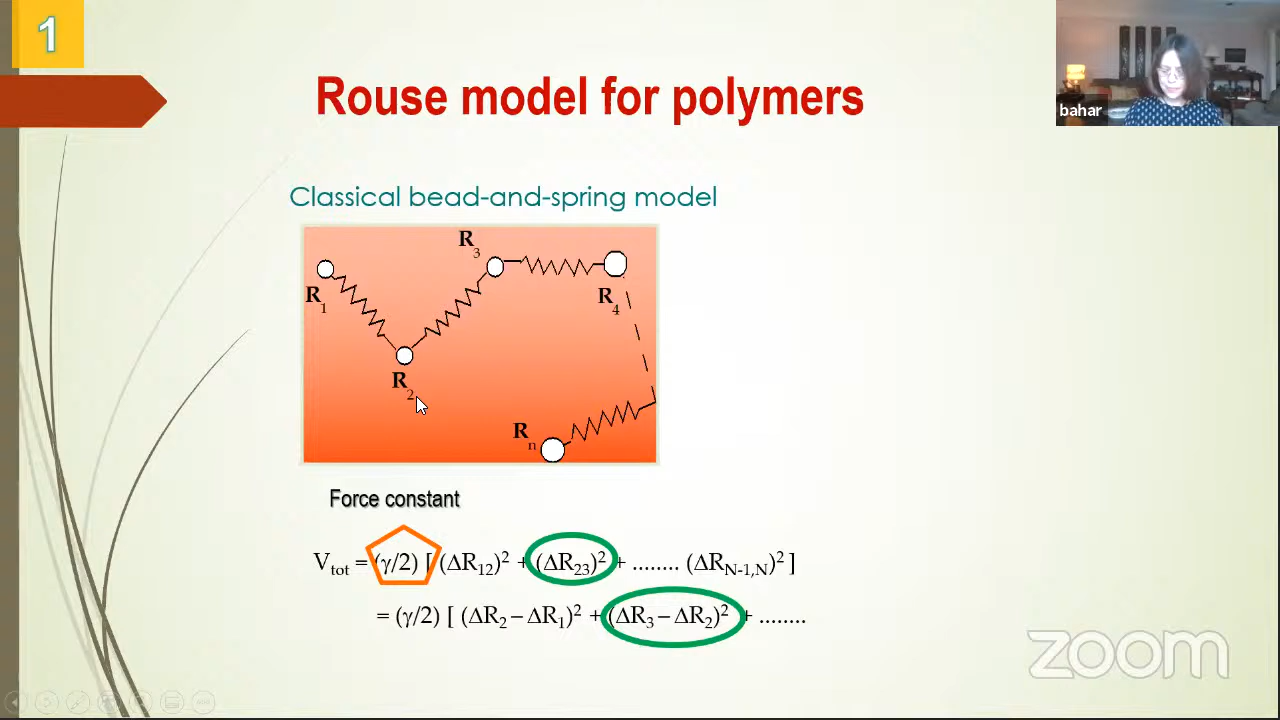 1
Rouse model for polymers
bahar
Classical bead-and-spring model
R1
R2
R3
R4
Rn
Force constant
Vtot = (γ/2) [ (ΔR12)² + (ΔR23)² + ........ (ΔRN-1,N)² ]
= (γ/2) [ (ΔR2 – ΔR1)² + (ΔR3 – ΔR2)² + ........
zoom